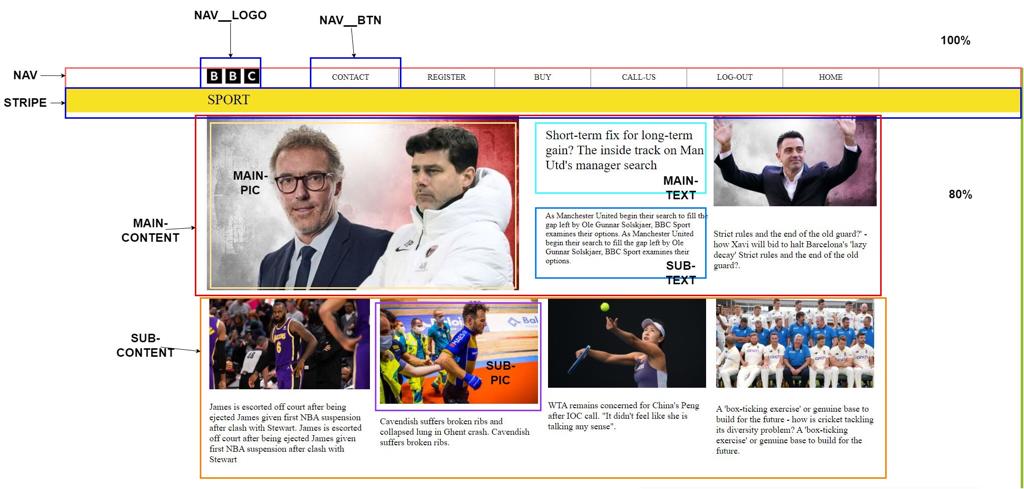 NAV__LOGO
NAV__BTN
100%
NAV
B B C
CONTACT
REGISTER
BUY
CALL-US
LOG-OUT
HOME
STRIPE
SPORT
MAIN-
PIC
Short-term fix for long-term
gain? The inside track on Man
Utd's manager search
MAIN-
TEXT
80%
MAIN-
CONTENT
As Manchester United begin their search to fill the
gap left by Ole Gunnar Solskjaer, BBC Sport
examines their options. As Manchester United
begin their search to fill the gap left by Ole
Gunnar Solskjaer, BBC Sport examines their
options.
SUB-
TEXT
Strict rules and the end of the old guard?' -
how Xavi will bid to halt Barcelona's 'lazy
decay' Strict rules and the end of the old
guard?.
SUB-
CONTENT
SUB-
PIC
James is escorted off court after being
ejected James given first NBA suspension
after clash with Stewart. James is escorted
off court after being ejected James given
first NBA suspension after clash with
Stewart
Cavendish suffers broken ribs and
collapsed lung in Ghent crash. Cavendish
suffers broken ribs.
WTA remains concerned for China's Peng
after IOC call. "It didn't feel like she is
talking any sense".
A 'box-ticking exercise' or genuine base to
build for the future - how is cricket tackling
its diversity problem? A 'box-ticking
exercise' or genuine base to build for the
future.